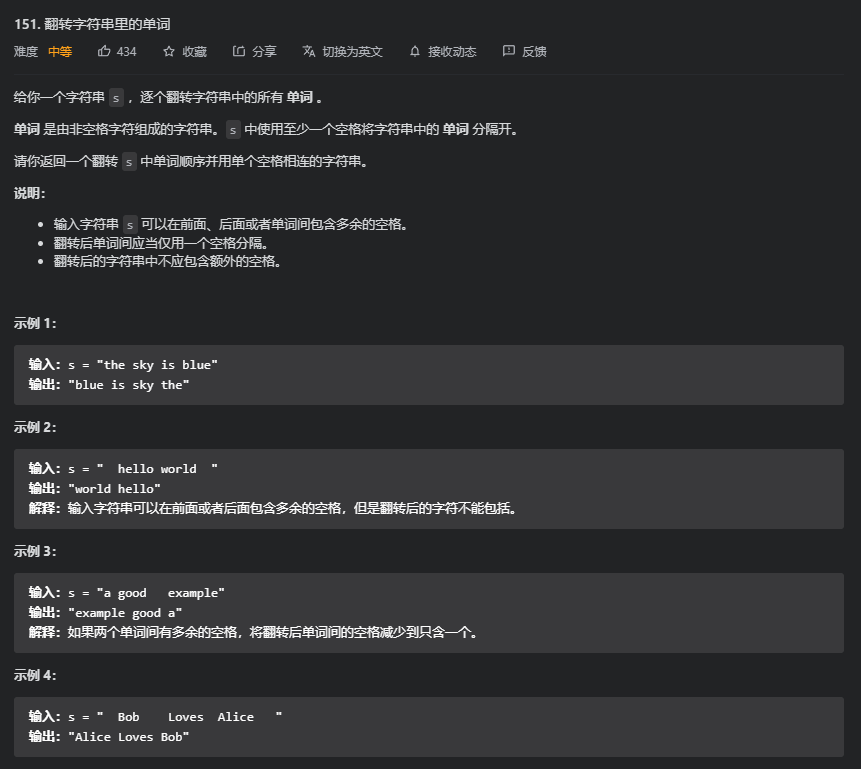 151. 翻转字符串里的单词
难度 中等 434 收藏 分享 切换为英文 接收动态 反馈
给你一个字符串 s ，逐个翻转字符串中的所有 单词 。
单词 是由非空格字符组成的字符串。s 中使用至少一个空格将字符串中的 单词 分隔开。
请你返回一个翻转 s 中单词顺序并用单个空格相连的字符串。
说明：
• 输入字符串 s 可以在前面、后面或者单词间包含多余的空格。
• 翻转后单词间应当仅用一个空格分隔。
• 翻转后的字符串中不应包含额外的空格。
示例 1：
输入：s = "the sky is blue"
输出："blue is sky the"
示例 2：
输入：s = "  hello world  "
输出："world hello"
解释：输入字符串可以在前面或者后面包含多余的空格，但是翻转后的字符不能包括。
示例 3：
输入：s = "a good   example"
输出："example good a"
解释：如果两个单词间有多余的空格，将翻转后单词间的空格减少到只含一个。
示例 4：
输入：s = "  Bob    Loves  Alice   "
输出："Alice Loves Bob"